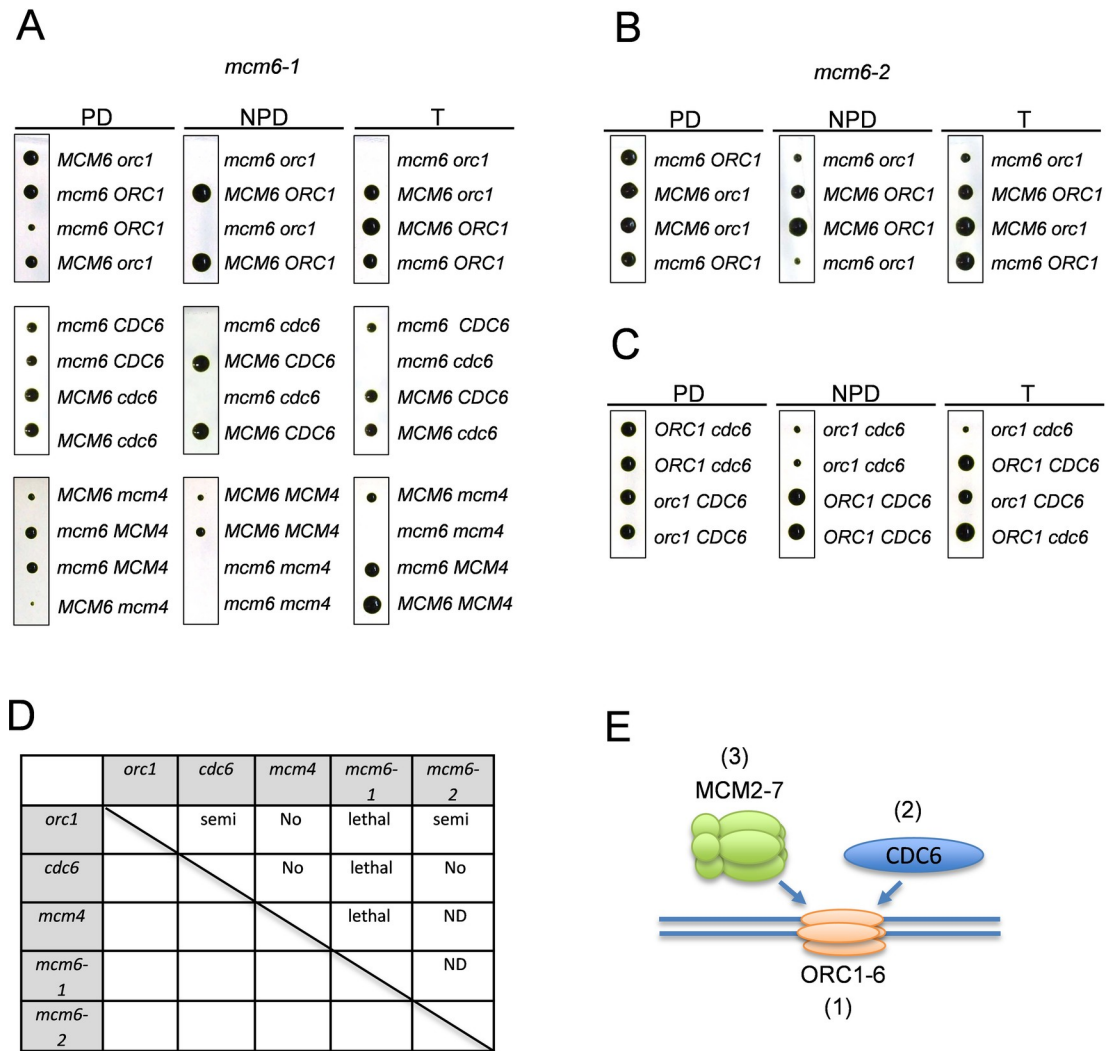 A
mcm6-1
PD NPD T
MCM6 orc1 mcm6 orc1 mcm6 orc1
mcm6 ORC1 MCM6 ORC1 MCM6 orc1
mcm6 ORC1 mcm6 orc1 MCM6 ORC1
MCM6 orc1 MCM6 ORC1 mcm6 ORC1
mcm6 CDC6 mcm6 cdc6 mcm6 CDC6
mcm6 CDC6 MCM6 CDC6 mcm6 cdc6
MCM6 cdc6 mcm6 cdc6 MCM6 CDC6
MCM6 cdc6 MCM6 CDC6 MCM6 cdc6
MCM6 mcm4 MCM6 MCM4 MCM6 mcm4
mcm6 MCM4 MCM6 MCM4 mcm6 mcm4
mcm6 MCM4 mcm6 mcm4 mcm6 MCM4
MCM6 mcm4 mcm6 mcm4 MCM6 MCM4
B
mcm6-2
PD NPD T
mcm6 ORC1 mcm6 orc1 mcm6 orc1
MCM6 orc1 MCM6 ORC1 MCM6 ORC1
MCM6 orc1 MCM6 ORC1 MCM6 orc1
mcm6 ORC1 mcm6 orc1 mcm6 ORC1
C
PD NPD T
ORC1 cdc6 orc1 cdc6 orc1 cdc6
ORC1 cdc6 orc1 cdc6 ORC1 CDC6
orc1 CDC6 ORC1 CDC6 orc1 CDC6
orc1 CDC6 ORC1 CDC6 ORC1 cdc6
D
orc1 cdc6 mcm4 mcm6-1 mcm6-2
orc1 semi No lethal semi
cdc6 No lethal No
mcm4 lethal ND
mcm6-1 ND
mcm6-2
E
(3)
MCM2-7
(2)
CDC6
ORC1-6
(1)